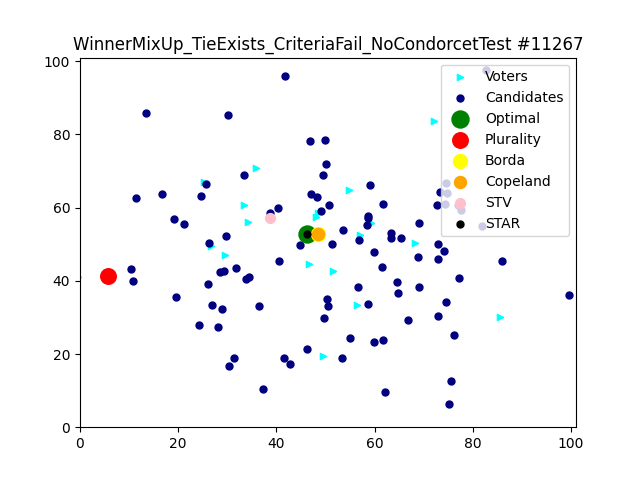 WinnerMixUp_TieExists_CriteriaFail_NoCondorcetTest #11267
100
80
60
40
20
0
Voters
Candidates
Optimal
Plurality
Borda
Copeland
STV
STAR
0 20 40 60 80 100